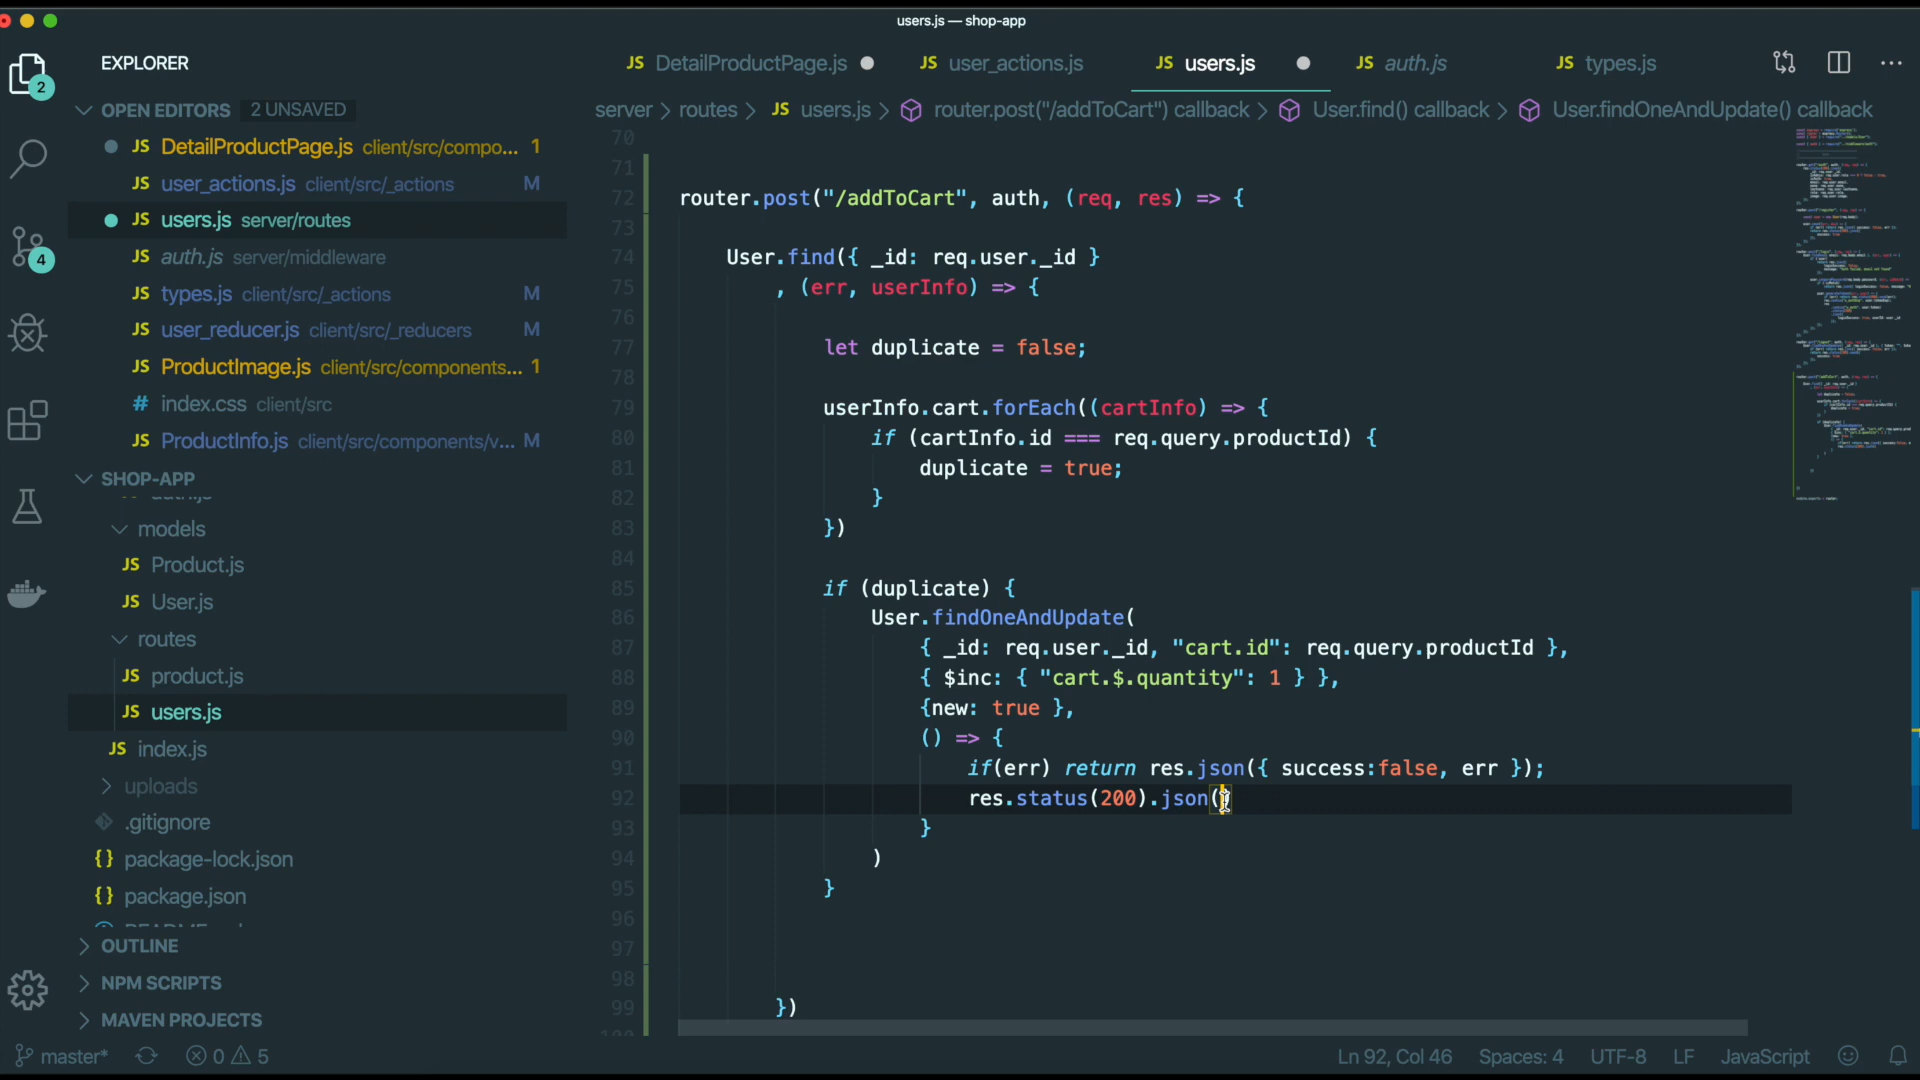 users.js — shop-app
EXPLORER
JS DetailProductPage.js
JS user_actions.js
JS users.js
JS auth.js
JS types.js
2
OPEN EDITORS 2 UNSAVED
server > routes > JS users.js > router.post("/addToCart") callback > User.find() callback > User.findOneAndUpdate() callback
JS DetailProductPage.js client/src/compo... 1
JS user_actions.js client/src/_actions M
JS users.js server/routes
JS auth.js server/middleware
JS types.js client/src/_actions M
JS user_reducer.js client/src/_reducers M
JS ProductImage.js client/src/components... 1
# index.css client/src
JS ProductInfo.js client/src/components/v... M
4
SHOP-APP
models
JS Product.js
JS User.js
routes
JS product.js
JS users.js
JS index.js
uploads
.gitignore
{} package-lock.json
{} package.json
OUTLINE
NPM SCRIPTS
MAVEN PROJECTS
70
71
72 router.post("/addToCart", auth, (req, res) => {
73
74 User.find({ _id: req.user._id }
75 , (err, userInfo) => {
76
77 let duplicate = false;
78
79 userInfo.cart.forEach((cartInfo) => {
80 if (cartInfo.id === req.query.productId) {
81 duplicate = true;
82 }
83 })
84
85 if (duplicate) {
86 User.findOneAndUpdate(
87 { _id: req.user._id, "cart.id": req.query.productId },
88 { $inc: { "cart.$.quantity": 1 } },
89 {new: true },
90 () => {
91 if(err) return res.json({ success:false, err });
92 res.status(200).json()
93 }
94 )
95 }
96
97
98
99 })
master* 0 5
Ln 92, Col 46 Spaces: 4 UTF-8 LF JavaScript